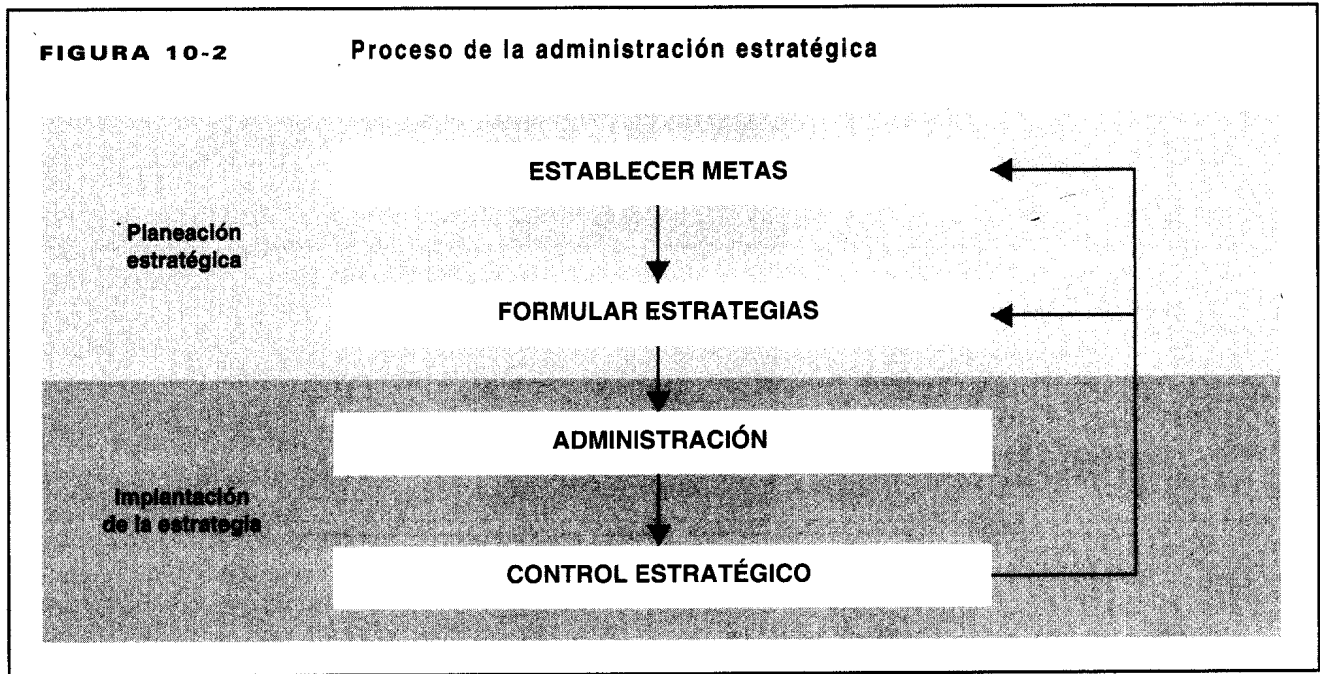 FIGURA 10-2 Proceso de la administración estratégica
ESTABLECER METAS
Planeación
estratégica
FORMULAR ESTRATEGIAS
ADMINISTRACIÓN
Implantación
de la estrategia
CONTROL ESTRATÉGICO